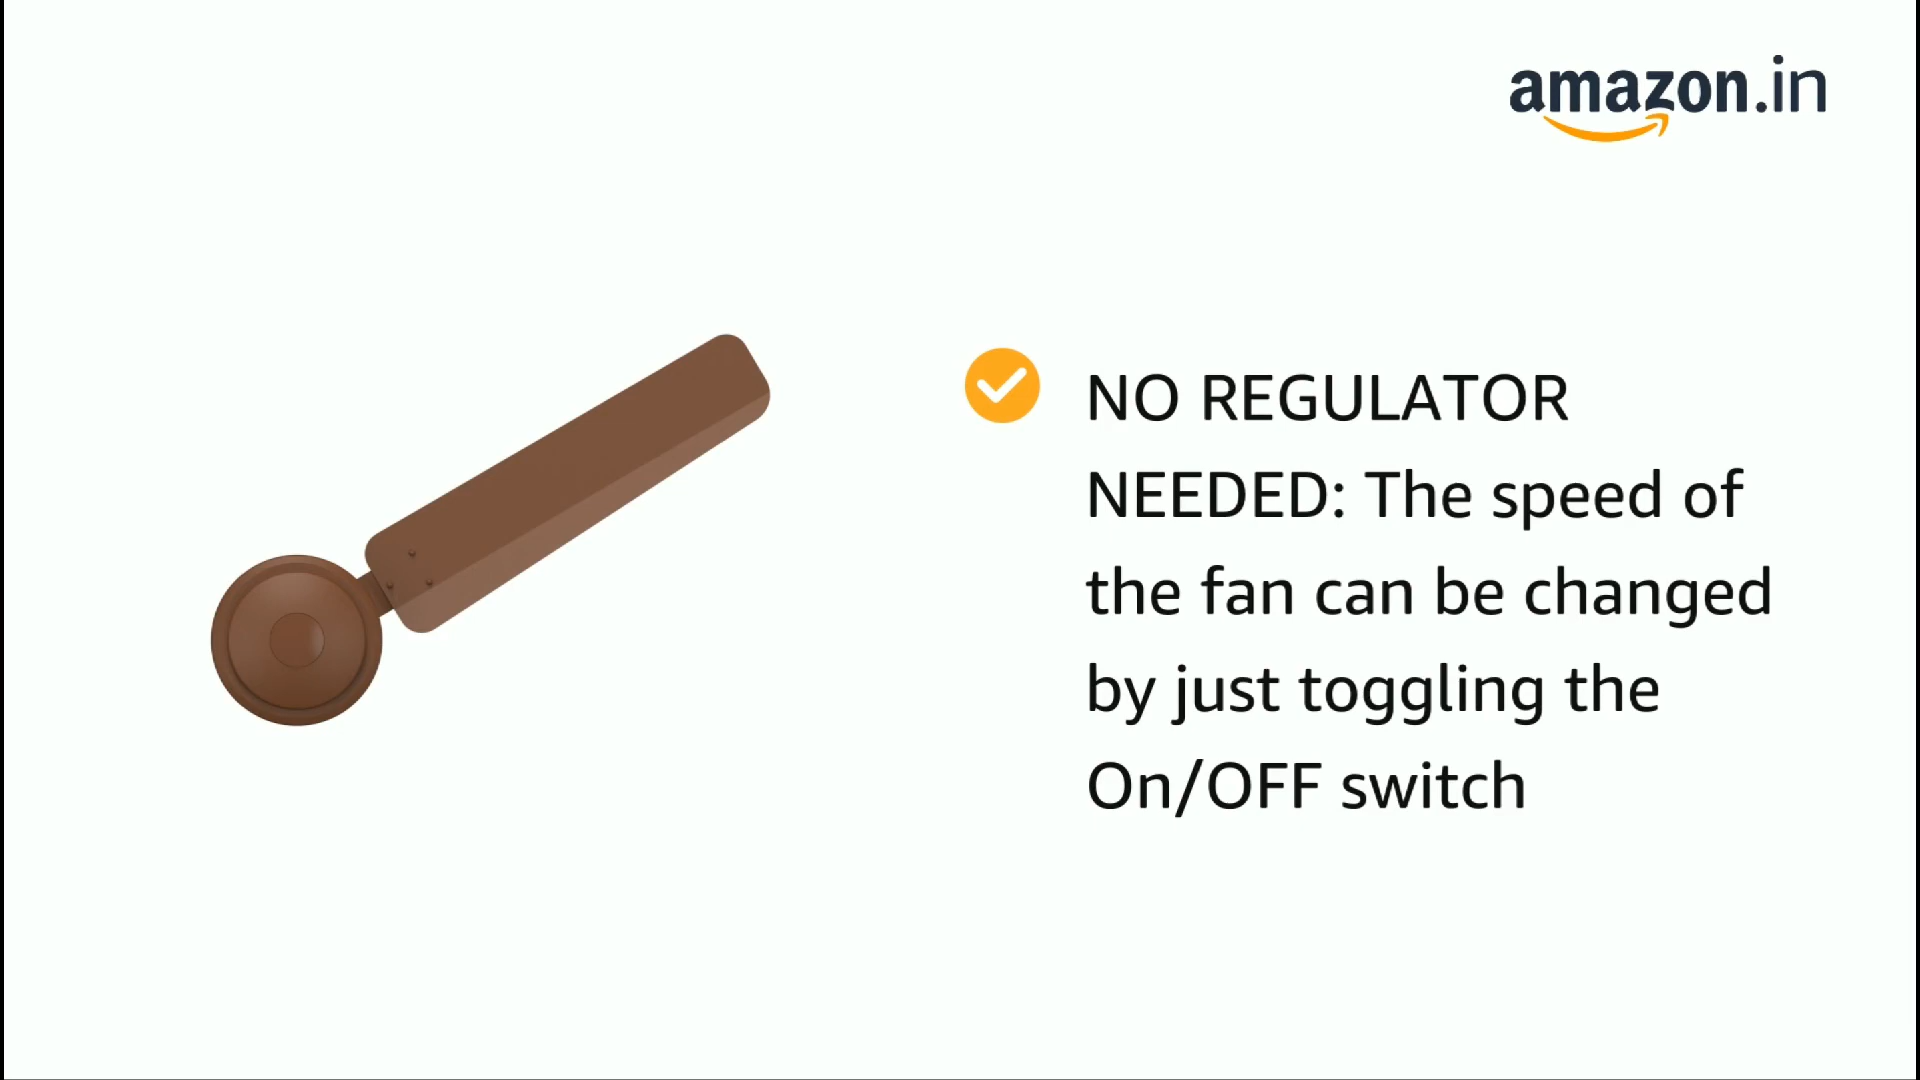 amazon.in
NO REGULATOR
NEEDED: The speed of
the fan can be changed
by just toggling the
On/OFF switch